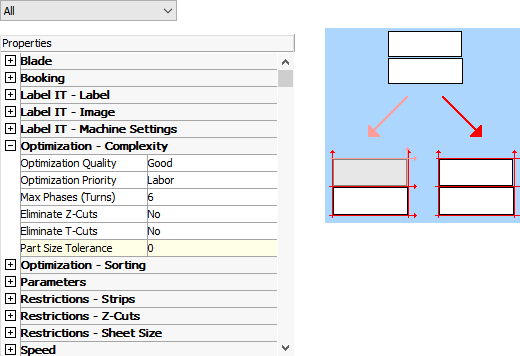 All
Properties
Blade
Booking
Label IT - Label
Label IT - Image
Label IT - Machine Settings
Optimization - Complexity
Optimization Quality Good
Optimization Priority Labor
Max Phases (Turns) 6
Eliminate Z-Cuts No
Eliminate T-Cuts No
Part Size Tolerance 0
Optimization - Sorting
Parameters
Restrictions - Strips
Restrictions - Z-Cuts
Restrictions - Sheet Size
Speed